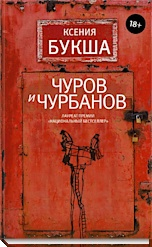 18+
КСЕНИЯ
БУКША
ЧУРОВ
И ЧУРБАНОВ
ЛАУРЕАТ ПРЕМИИ
«НАЦИОНАЛЬНЫЙ БЕСТСЕЛЛЕР»